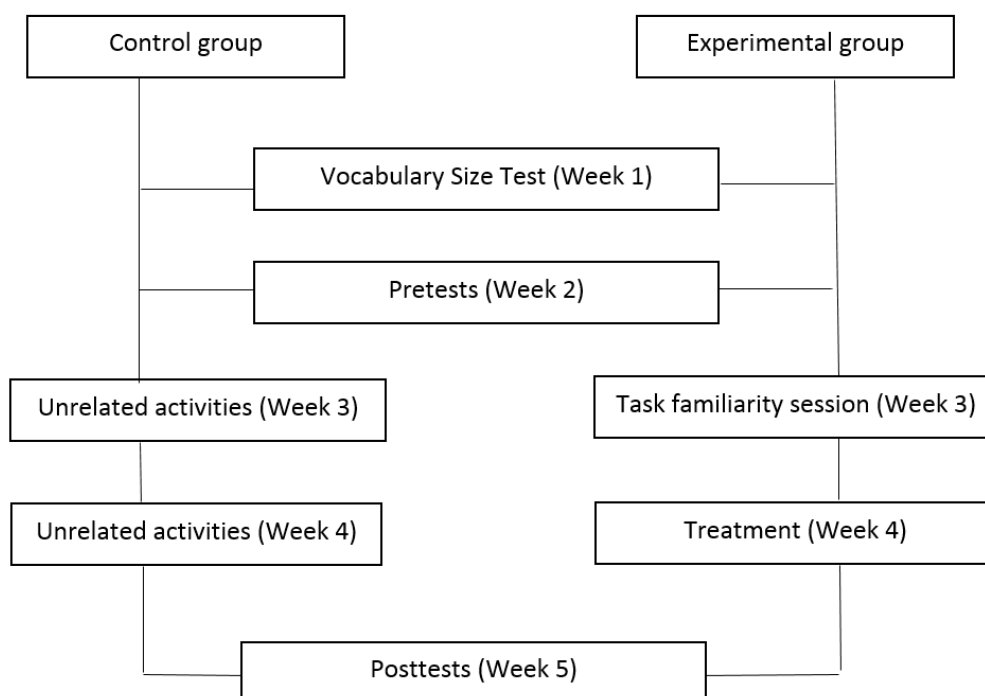 Control group
Experimental group
Vocabulary Size Test (Week 1)
Pretests (Week 2)
Unrelated activities (Week 3)
Task familiarity session (Week 3)
Unrelated activities (Week 4)
Treatment (Week 4)
Posttests (Week 5)